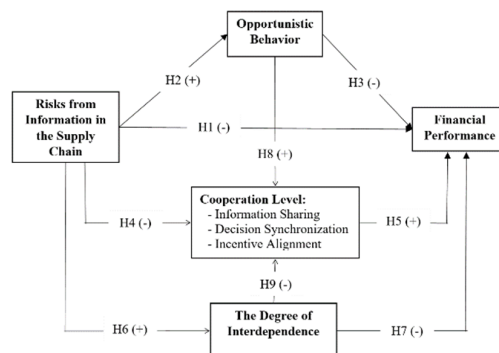 Opportunistic
Behavior
H2 (+)
H3 (-)
Risks from
Information in
the Supply
Chain
H1 (-)
Financial
Performance
H8 (+)
Cooperation Level:
- Information Sharing
- Decision Synchronization
- Incentive Alignment
H4 (-)
H5 (+)
H9 (-)
The Degree of
Interdependence
H6 (+)
H7 (-)